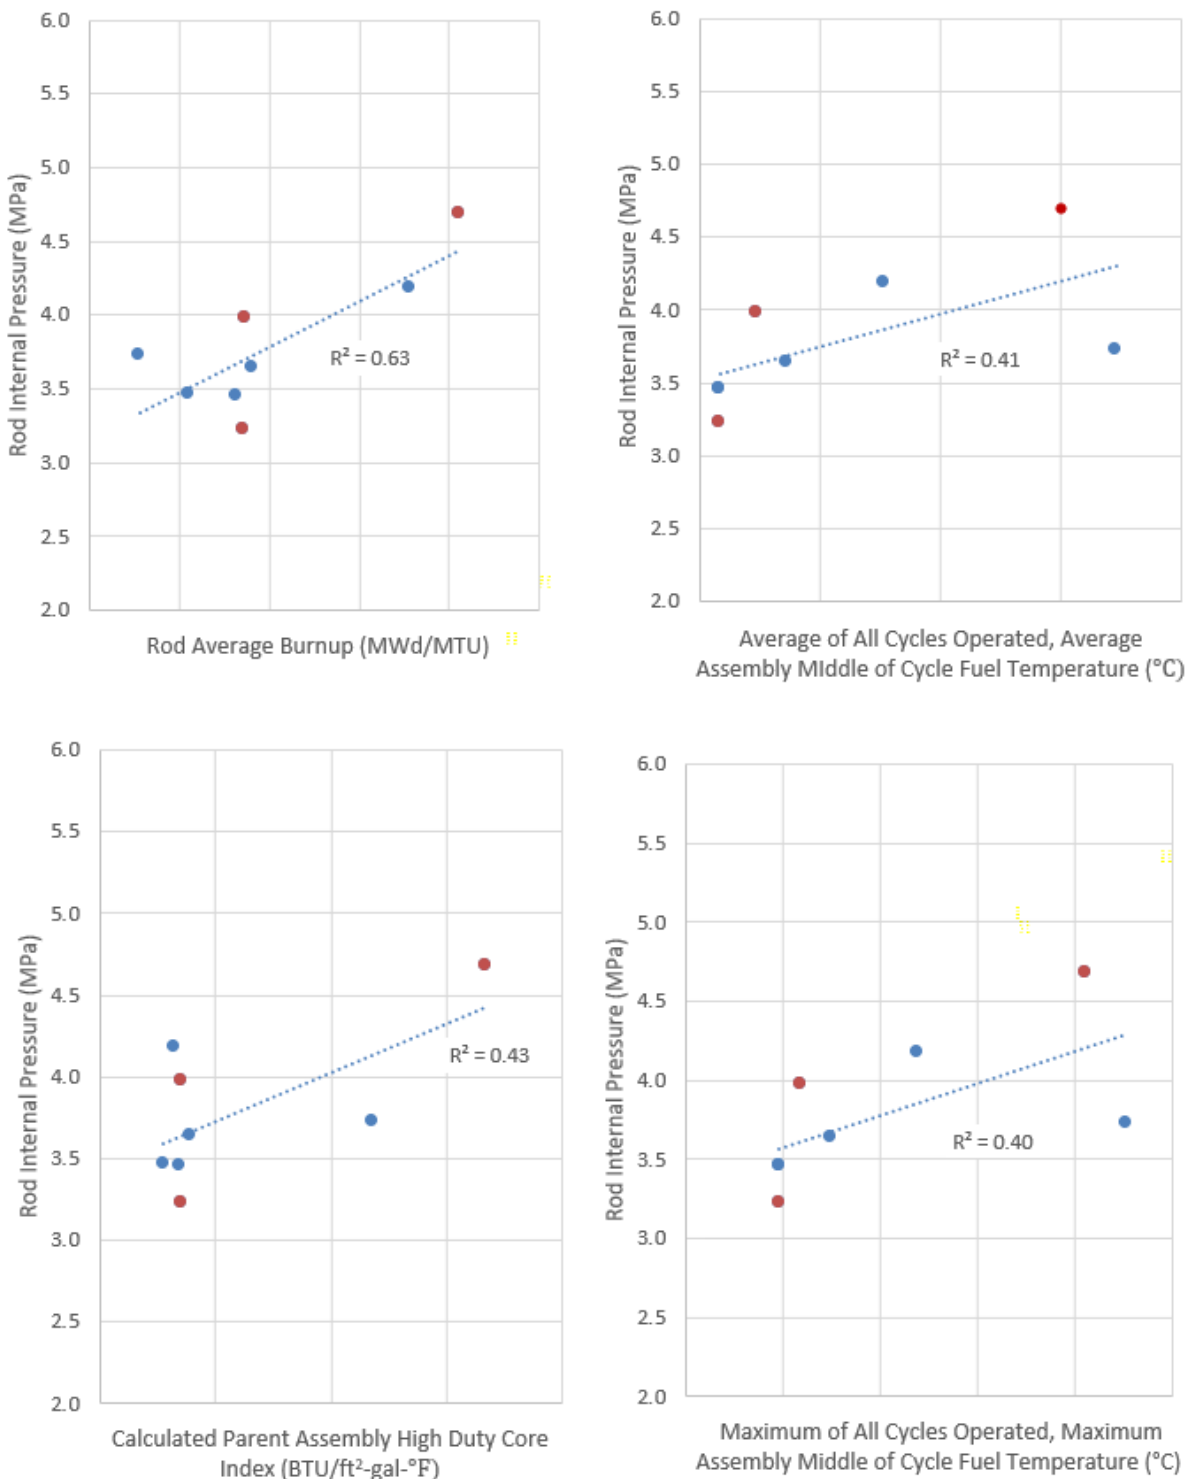 6.0
5.5
5.0
4.5
4.0
3.5
3.0
2.5
2.0
Rod Internal Pressure (MPa)
R² = 0.63
Rod Average Burnup (MWd/MTU)
6.0
5.5
5.0
4.5
4.0
3.5
3.0
2.5
2.0
Rod Internal Pressure (MPa)
R² = 0.41
Average of All Cycles Operated, Average
Assembly MIddle of Cycle Fuel Temperature (°C)
6.0
5.5
5.0
4.5
4.0
3.5
3.0
2.5
2.0
Rod Internal Pressure (MPa)
R² = 0.43
Calculated Parent Assembly High Duty Core
Index (BTU/ft²-gal-°F)
6.0
5.5
5.0
4.5
4.0
3.5
3.0
2.5
2.0
Rod Internal Pressure (MPa)
R² = 0.40
Maximum of All Cycles Operated, Maximum
Assembly Middle of Cycle Fuel Temperature (°C)